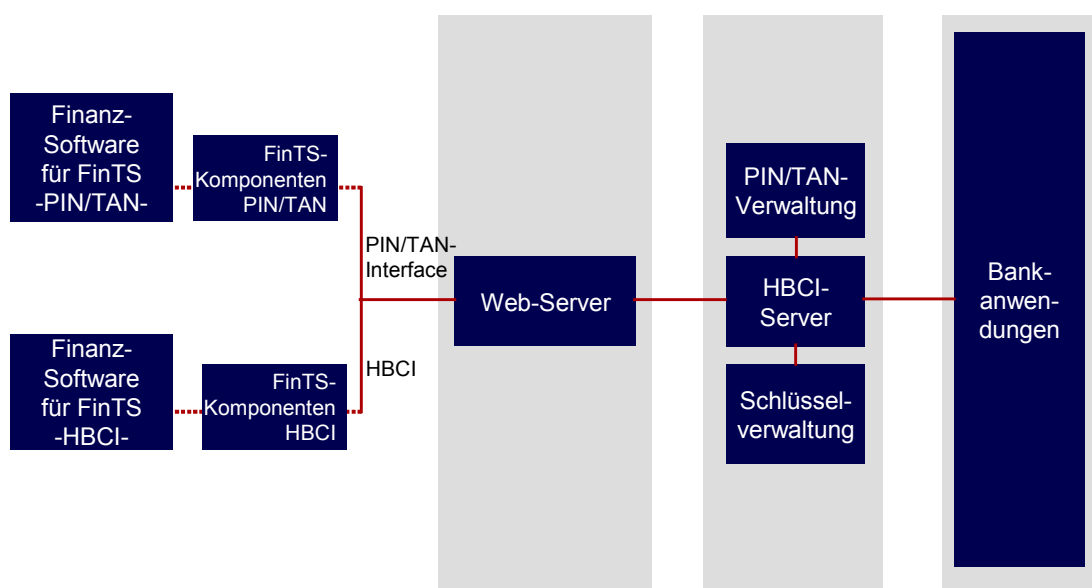 Finanz-
Software
für FinTS
-PIN/TAN-
FinTS-
Komponenten
PIN/TAN
PIN/TAN-
Interface
HBCI
Finanz-
Software
für FinTS
-HBCI-
FinTS-
Komponenten
HBCI
Web-Server
PIN/TAN-
Verwaltung
HBCI-
Server
Schlüssel-
verwaltung
Bank-
anwen-
dungen